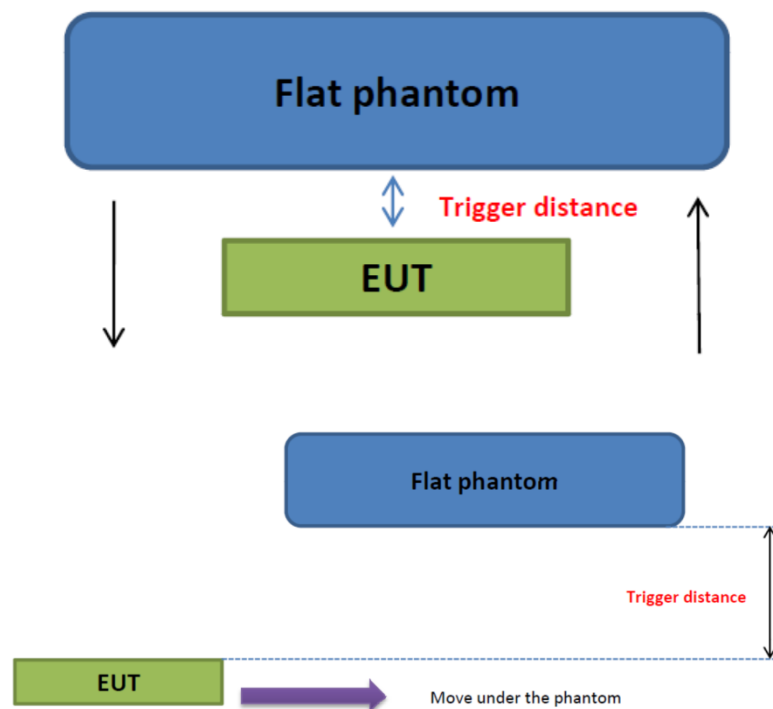 Flat phantom
Trigger distance
EUT
Flat phantom
Trigger distance
EUT
Move under the phantom